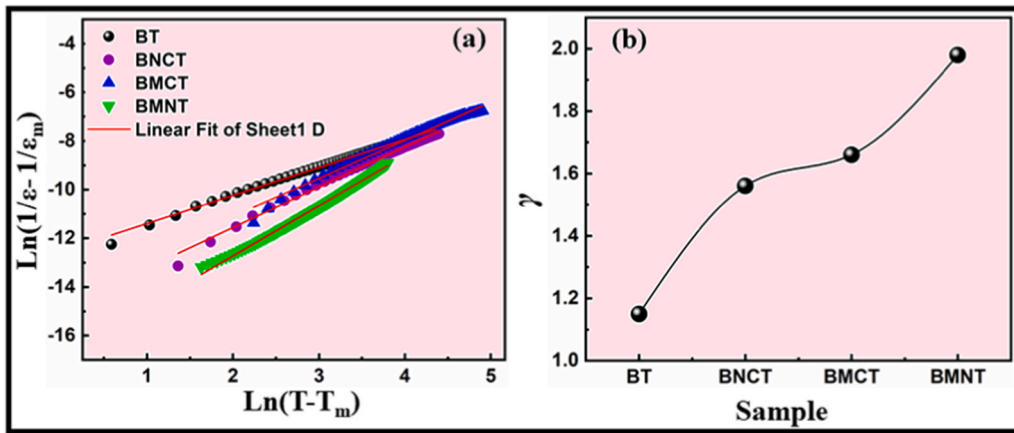 (a)
BT
BNCT
BMCT
BMNT
Linear Fit of Sheet1 D
Ln(1/ε- 1/εm)
-4
-6
-8
-10
-12
-14
-16
1 2 3 4 5
Ln(T-Tm)
(b)
γ
2.0
1.8
1.6
1.4
1.2
1.0
BT BNCT BMCT BMNT
Sample